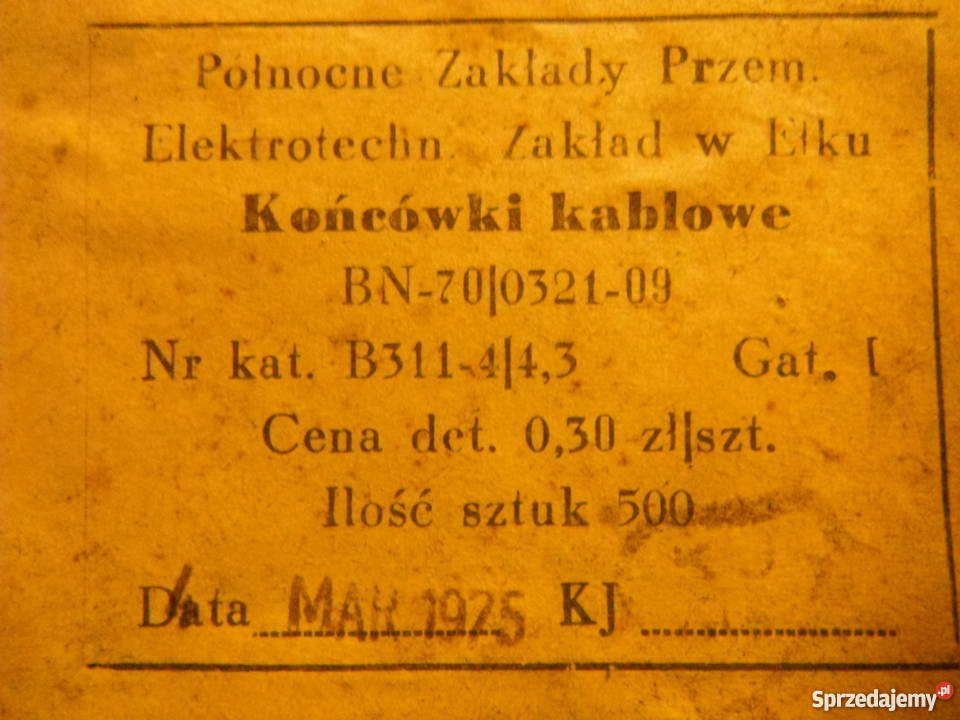 Północne Zakłady Przem.
Elektrotechn. Zakład w Ełku
Końcówki kablowe
BN-70|0321-09
Nr kat. B311-4|4,3 Gat. I
Cena det. 0,30 zł|szt.
Ilość sztuk 500
Data MAR 1975 KJ
Sprzedajemy.pl